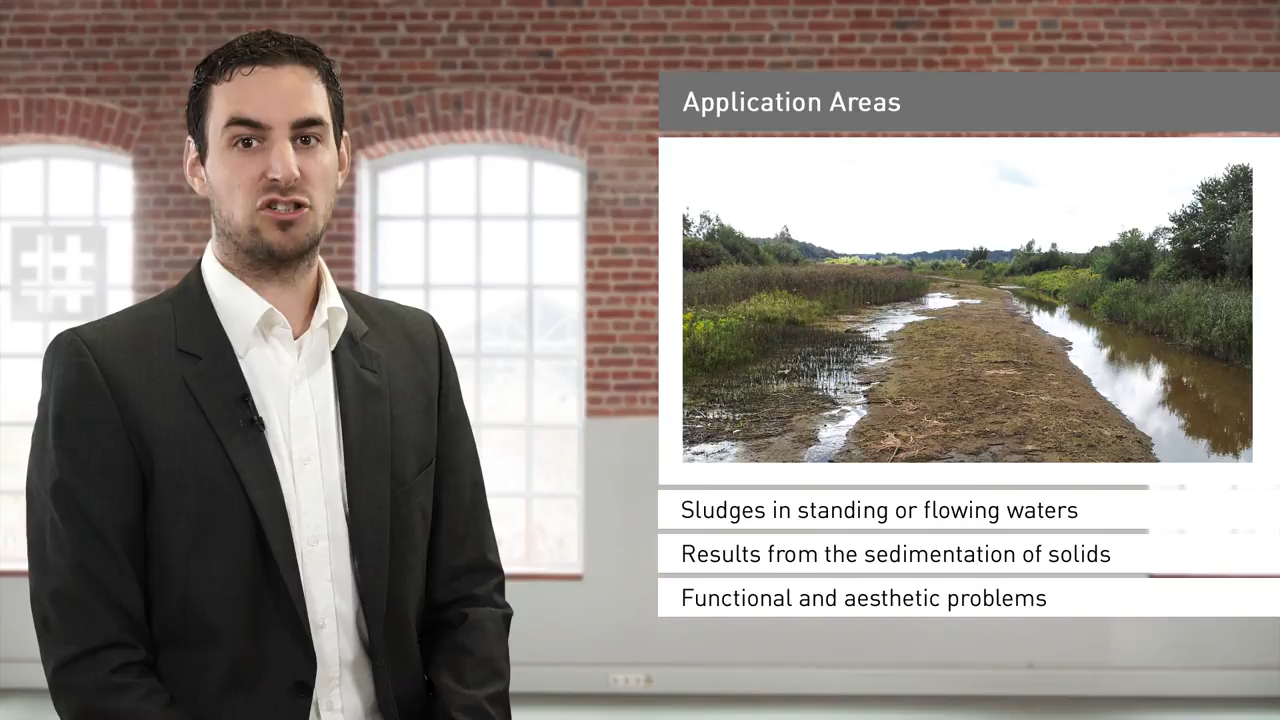 Application Areas
Sludges in standing or flowing waters
Results from the sedimentation of solids
Functional and aesthetic problems